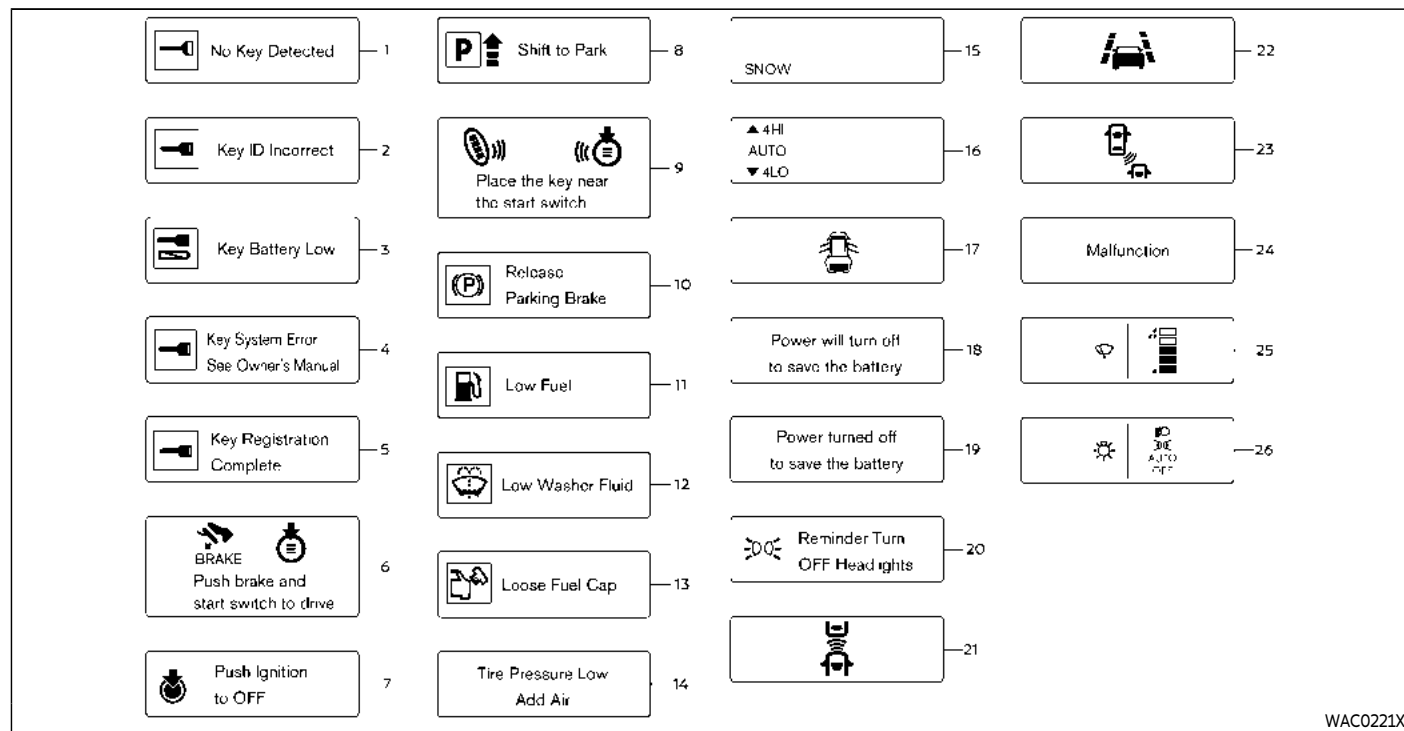 No Key Detected
1
Key ID Incorrect
2
Key Battery Low
3
Key System Error
See Owner's Manual
4
Key Registration
Complete
5
BRAKE
Push brake and
start switch to drive
6
Push Ignition
to OFF
7
P
Shift to Park
8
Place the key near
the start switch
9
P
Release
Parking Brake
10
Low Fuel
11
Low Washer Fluid
12
Loose Fuel Cap
13
Tire Pressure Low
Add Air
14
SNOW
15
▲ 4HI
AUTO
▼ 4LO
16
17
Power will turn off
to save the battery
18
Power turned off
to save the battery
19
Reminder Turn
OFF Headlights
20
21
22
23
Malfunction
24
25
AUTO
OFF
26
WAC0221X